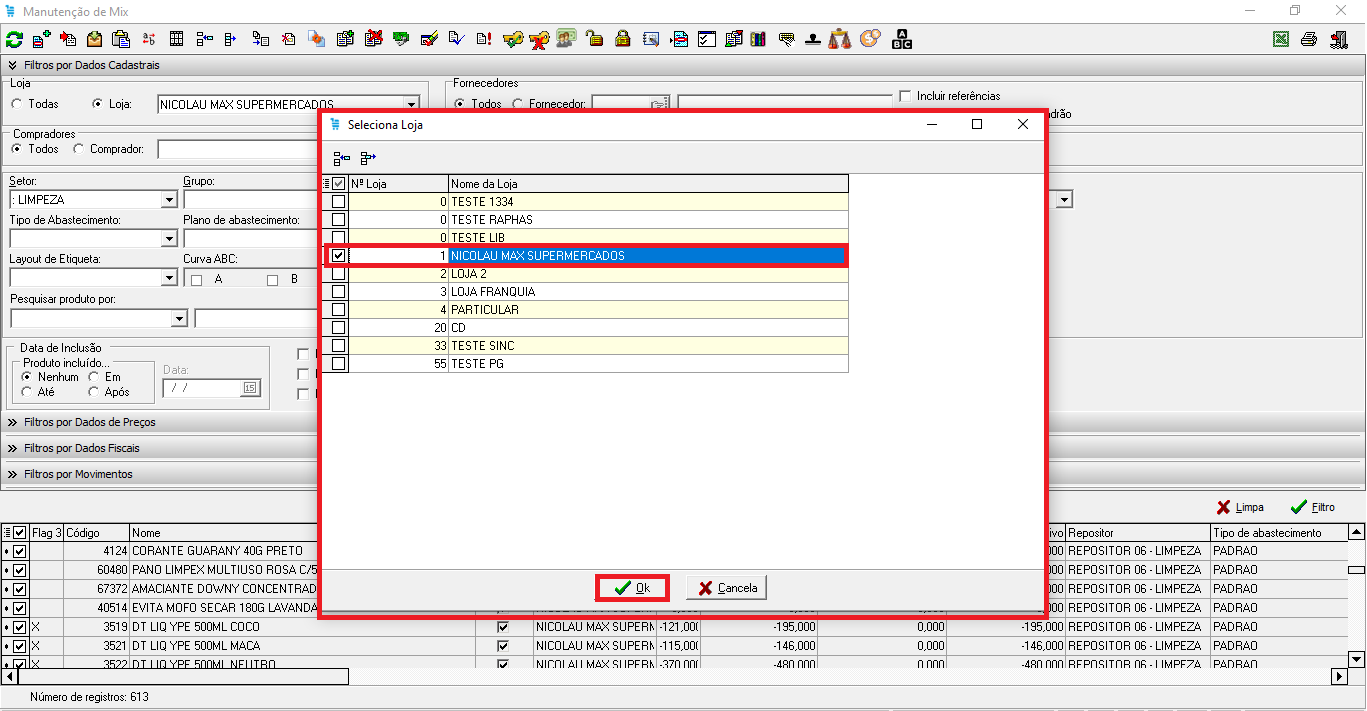 Manutenção de Mix
Filtros por Dados Cadastrais
Loja
Todas
Loja:
NICOLAU MAX SUPERMERCADOS
Fornecedores
Todos
Fornecedor:
Incluir referências
Compradores
Todos
Comprador:
Setor:
Grupo:
: LIMPEZA
Tipo de Abastecimento:
Plano de abastecimento:
Layout de Etiqueta:
Curva ABC:
A
B
Pesquisar produto por:
Data de Inclusão
Produto incluído...
Nenhum
Em
Até
Após
Data:
/ /
15
Filtros por Dados de Preços
Filtros por Dados Fiscais
Filtros por Movimentos
Seleciona Loja
Nº Loja Nome da Loja
0 TESTE 1334
0 TESTE RAPHAS
0 TESTE LIB
1 NICOLAU MAX SUPERMERCADOS
2 LOJA 2
3 LOJA FRANQUIA
4 PARTICULAR
20 CD
33 TESTE SINC
55 TESTE PG
Ok
Cancela
Limpa
Filtro
Flag 3 Código Nome Repositor Tipo de abastecimento
4124 CORANTE GUARANY 40G PRETO REPOSITOR 06 - LIMPEZA PADRAO
60480 PANO LIMPEX MULTIUSO ROSA C/5 REPOSITOR 06 - LIMPEZA PADRAO
67372 AMACIANTE DOWNY CONCENTRAD REPOSITOR 06 - LIMPEZA PADRAO
40514 EVITA MOFO SECAR 180G LAVANDA REPOSITOR 06 - LIMPEZA PADRAO
X 3519 DT LIQ YPE 500ML COCO NICOLAU MAX SUPERM -121,000 -195,000 0,000 -195,000 REPOSITOR 06 - LIMPEZA PADRAO
X 3521 DT LIQ YPE 500ML MACA NICOLAU MAX SUPERM -115,000 -146,000 0,000 -146,000 REPOSITOR 06 - LIMPEZA PADRAO
X 3522 DT LIQ YPE 500ML NEUTRO NICOLAU MAX SUPERM -370,000 -480,000 0,000 -480,000 REPOSITOR 06 - LIMPEZA PADRAO
Número de registros: 613